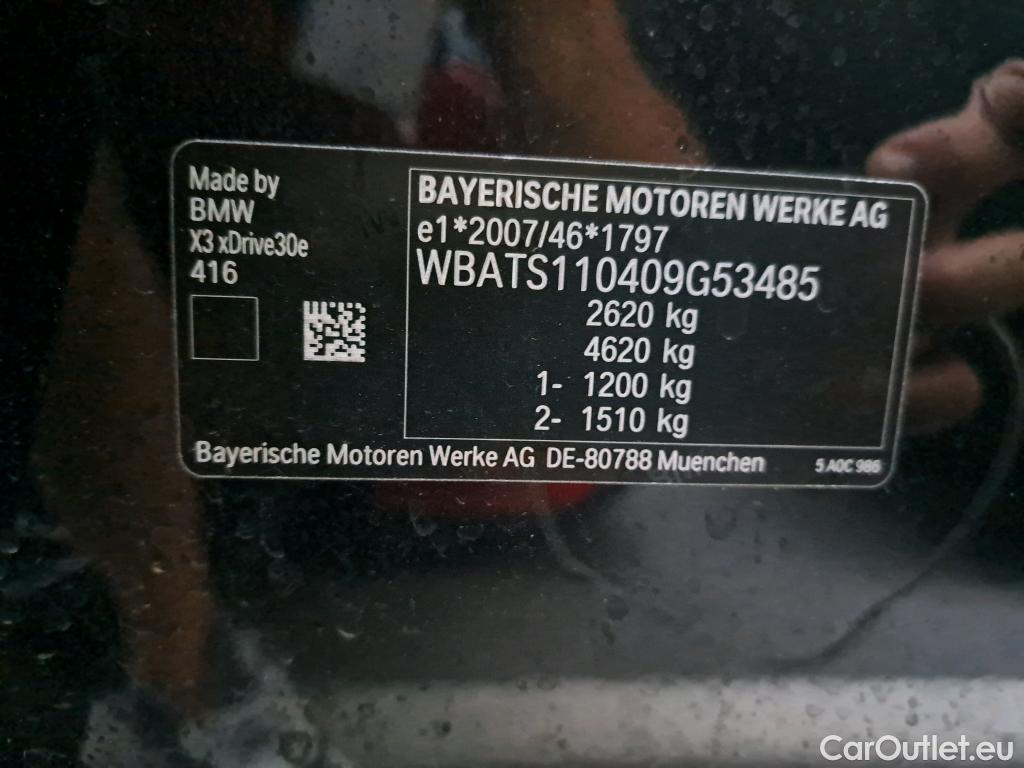 Made by
BMW
X3 xDrive30e
416
BAYERISCHE MOTOREN WERKE AG
e1*2007/46*1797
WBATS110409G53485
2620 kg
4620 kg
1- 1200 kg
2- 1510 kg
Bayerische Motoren Werke AG DE-80788 Muenchen
5 A0C 986
CarOutlet.eu